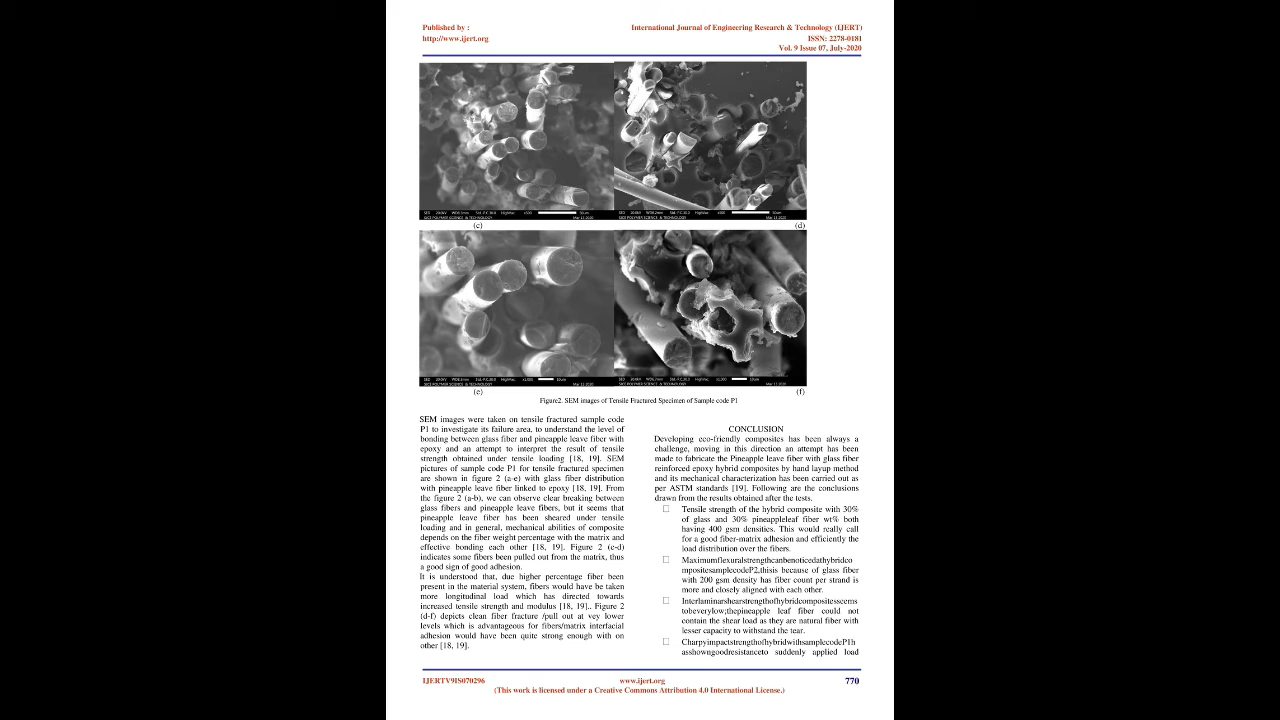 Published by :
http://www.ijert.org
International Journal of Engineering Research & Technology (IJERT)
ISSN: 2278-0181
Vol. 9 Issue 07, July-2020
(c)
(d)
(e)
(f)
Figure2. SEM images of Tensile Fractured Specimen of Sample code P1
SEM images were taken on tensile fractured sample code
P1 to investigate its failure area, to understand the level of
bonding between glass fiber and pineapple leave fiber with
epoxy and an attempt to interpret the result of tensile
strength obtained under tensile loading [18, 19]. SEM
pictures of sample code P1 for tensile fractured specimen
are shown in figure 2 (a-e) with glass fiber distribution
with pineapple leave fiber linked to epoxy [18, 19]. From
the figure 2 (a-b), we can observe clear breaking between
glass fibers and pineapple leave fibers, but it seems that
pineapple leave fiber has been sheared under tensile
loading and in general, mechanical abilities of composite
depends on the fiber weight percentage with the matrix and
effective bonding each other [18, 19]. Figure 2 (c-d)
indicates some fibers been pulled out from the matrix, thus
a good sign of good adhesion.
It is understood that, due higher percentage fiber been
present in the material system, fibers would have be taken
more longitudinal load which has directed towards
increased tensile strength and modulus [18, 19].. Figure 2
(d-f) depicts clean fiber fracture /pull out at vey lower
levels which is advantageous for fibers/matrix interfacial
adhesion would have been quite strong enough with on
other [18, 19].
CONCLUSION
Developing eco-friendly composites has been always a
challenge, moving in this direction an attempt has been
made to fabricate the Pineapple leave fiber with glass fiber
reinforced epoxy hybrid composites by hand layup method
and its mechanical characterization has been carried out as
per ASTM standards [19]. Following are the conclusions
drawn from the results obtained after the tests.
Tensile strength of the hybrid composite with 30%
of glass and 30% pineappleleaf fiber wt% both
having 400 gsm densities. This would really call
for a good fiber-matrix adhesion and efficiently the
load distribution over the fibers.
Maximumflexuralstrengthcanbenoticedathybridco
mpositesamplecodeP2,thisis because of glass fiber
with 200 gsm density has fiber count per strand is
more and closely aligned with each other.
Interlaminarshearstrengthofhybridcompositesseems
tobeverylow;thepineapple leaf fiber could not
contain the shear load as they are natural fiber with
lesser capacity to withstand the tear.
CharpyimpactstrengthofhybridwithsamplecodeP1h
asshowngoodresistanceto suddenly applied load
IJERTV9IS070296
www.ijert.org
770
(This work is licensed under a Creative Commons Attribution 4.0 International License.)